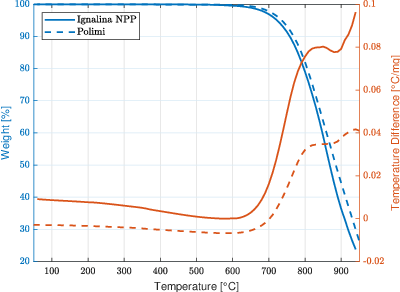 100
90
80
70
60
50
40
30
20
Weight [%]
Ignalina NPP
Polimi
0.1
0.08
0.06
0.04
0.02
0
-0.02
Temperature Difference [°C/mg]
100 200 300 400 500 600 700 800 900
Temperature [°C]